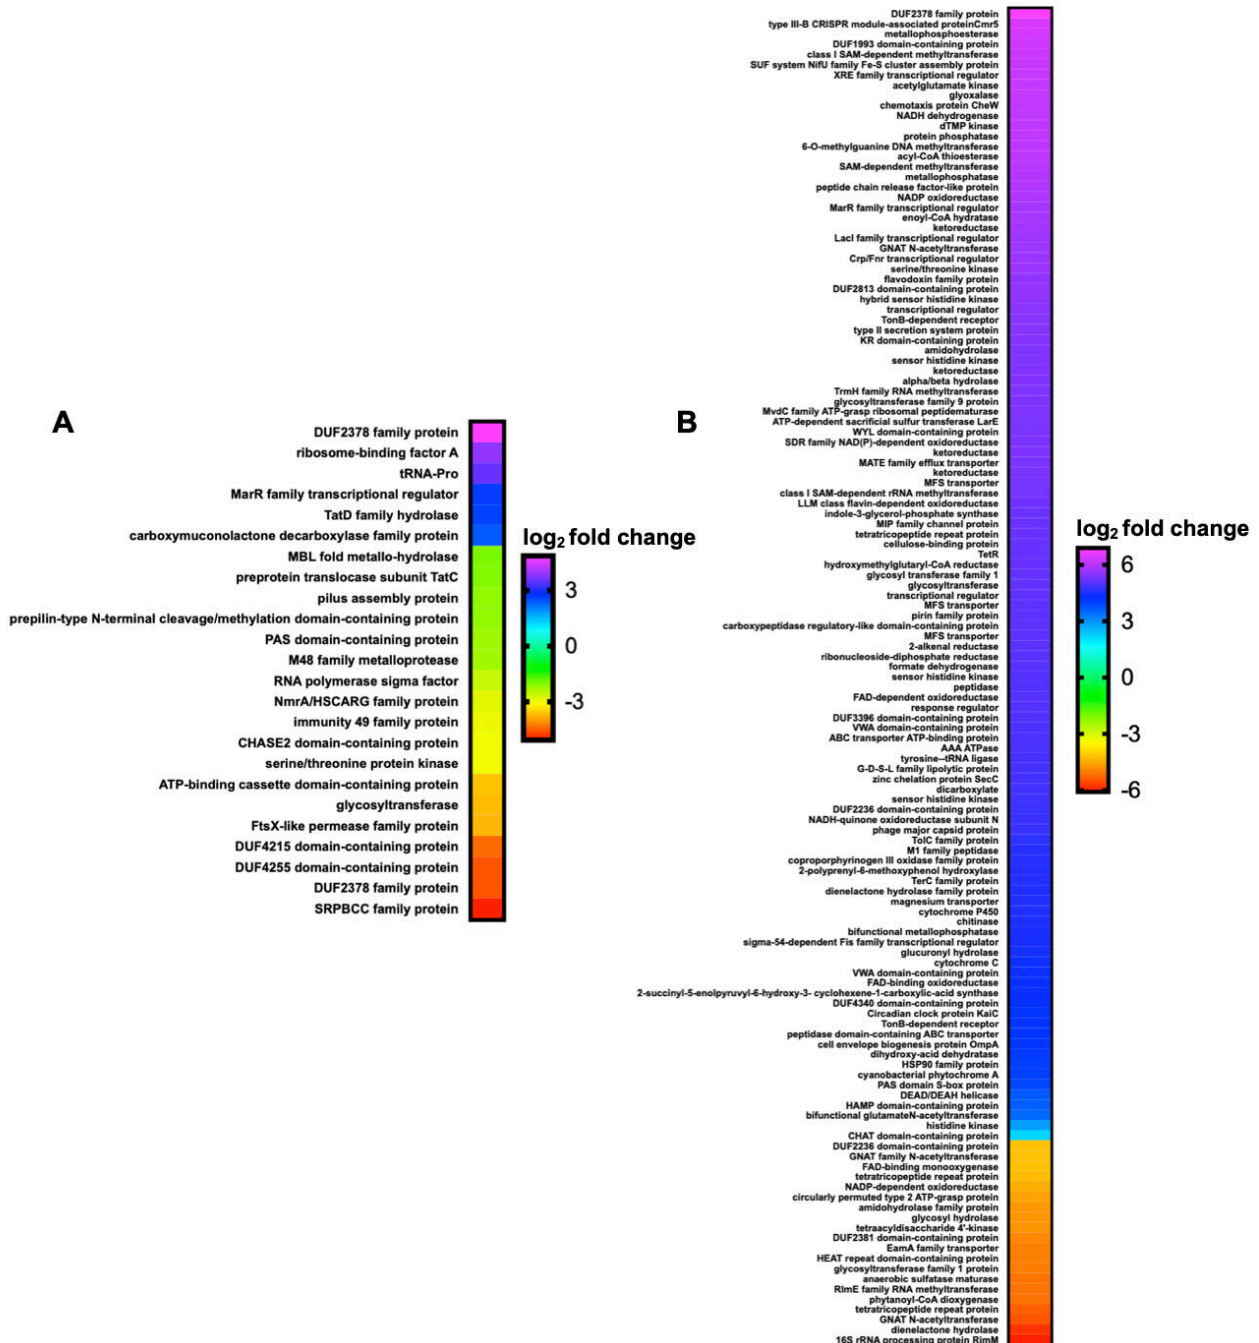 A
DUF2378 family protein
ribosome-binding factor A
tRNA-Pro
MarR family transcriptional regulator
TatD family hydrolase
carboxymuconolactone decarboxylase family protein
MBL fold metallo-hydrolase
preprotein translocase subunit TatC
pilus assembly protein
prepilin-type N-terminal cleavage/methylation domain-containing protein
PAS domain-containing protein
M48 family metalloprotease
RNA polymerase sigma factor
NmrA/HSCARG family protein
immunity 49 family protein
CHASE2 domain-containing protein
serine/threonine protein kinase
ATP-binding cassette domain-containing protein
glycosyltransferase
FtsX-like permease family protein
DUF4215 domain-containing protein
DUF4255 domain-containing protein
DUF2378 family protein
SRPBCC family protein
log2 fold change
3
0
-3
B
DUF2378 family protein
type III-B CRISPR module-associated proteinCmr5
metallophosphoesterase
DUF1993 domain-containing protein
class I SAM-dependent methyltransferase
SUF system NifU family Fe-S cluster assembly protein
XRE family transcriptional regulator
acetylglutamate kinase
glyoxalase
chemotaxis protein CheW
NADH dehydrogenase
dTMP kinase
protein phosphatase
6-O-methylguanine DNA methyltransferase
acyl-CoA thioesterase
SAM-dependent methyltransferase
metallophosphatase
peptide chain release factor-like protein
NADP oxidoreductase
MarR family transcriptional regulator
enoyl-CoA hydratase
ketoreductase
LacI family transcriptional regulator
GNAT N-acetyltransferase
Crp/Fnr transcriptional regulator
serine/threonine kinase
flavodoxin family protein
DUF2813 domain-containing protein
hybrid sensor histidine kinase
transcriptional regulator
TonB-dependent receptor
type II secretion system protein
KR domain-containing protein
amidohydrolase
sensor histidine kinase
ketoreductase
alpha/beta hydrolase
TrmH family RNA methyltransferase
glycosyltransferase family 9 protein
MvdC family ATP-grasp ribosomal peptidematurase
ATP-dependent sacrificial sulfur transferase LarE
WYL domain-containing protein
SDR family NAD(P)-dependent oxidoreductase
ketoreductase
MATE family efflux transporter
ketoreductase
MFS transporter
class I SAM-dependent rRNA methyltransferase
LLM class flavin-dependent oxidoreductase
indole-3-glycerol-phosphate synthase
MIP family channel protein
tetratricopeptide repeat protein
cellulose-binding protein
TetR
hydroxymethylglutaryl-CoA reductase
glycosyl transferase family 1
glycosyltransferase
transcriptional regulator
MFS transporter
pirin family protein
carboxypeptidase regulatory-like domain-containing protein
MFS transporter
2-alkenal reductase
ribonucleoside-diphosphate reductase
formate dehydrogenase
sensor histidine kinase
peptidase
FAD-dependent oxidoreductase
response regulator
DUF3396 domain-containing protein
VWA domain-containing protein
ABC transporter ATP-binding protein
AAA ATPase
tyrosine--tRNA ligase
G-D-S-L family lipolytic protein
zinc chelation protein SecC
dicarboxylate
sensor histidine kinase
DUF2236 domain-containing protein
NADH-quinone oxidoreductase subunit N
phage major capsid protein
TolC family protein
M1 family peptidase
coproporphyrinogen III oxidase family protein
2-polyprenyl-6-methoxyphenol hydroxylase
TerC family protein
dienelactone hydrolase family protein
magnesium transporter
cytochrome P450
chitinase
bifunctional metallophosphatase
sigma-54-dependent Fis family transcriptional regulator
glucuronyl hydrolase
cytochrome C
VWA domain-containing protein
FAD-binding oxidoreductase
2-succinyl-5-enolpyruvyl-6-hydroxy-3- cyclohexene-1-carboxylic-acid synthase
DUF4340 domain-containing protein
Circadian clock protein KaiC
TonB-dependent receptor
peptidase domain-containing ABC transporter
cell envelope biogenesis protein OmpA
dihydroxy-acid dehydratase
HSP90 family protein
cyanobacterial phytochrome A
PAS domain S-box protein
DEAD/DEAH helicase
HAMP domain-containing protein
bifunctional glutamateN-acetyltransferase
histidine kinase
CHAT domain-containing protein
DUF2236 domain-containing protein
GNAT family N-acetyltransferase
FAD-binding monooxygenase
tetratricopeptide repeat protein
NADP-dependent oxidoreductase
circularly permuted type 2 ATP-grasp protein
amidohydrolase family protein
glycosyl hydrolase
tetraacyldisaccharide 4'-kinase
DUF2381 domain-containing protein
EamA family transporter
HEAT repeat domain-containing protein
glycosyltransferase family 1 protein
anaerobic sulfatase maturase
RlmE family RNA methyltransferase
phytanoyl-CoA dioxygenase
tetratricopeptide repeat protein
GNAT N-acetyltransferase
dienelactone hydrolase
16S rRNA processing protein RimM
log2 fold change
6
3
0
-3
-6